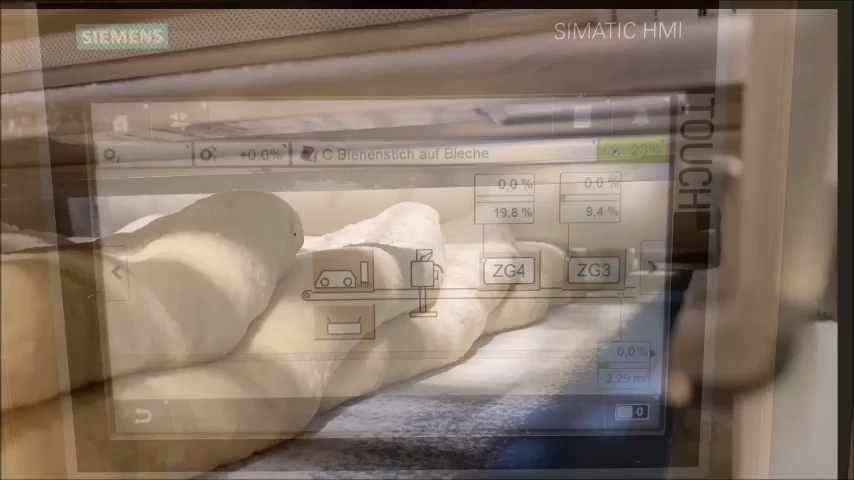 SIEMENS
SIMATIC HMI
TOUCH
+0,0%
C Bienenstich auf Bleche
23%
0,0 %
0,0 %
19,8 %
9,4 %
ZG4
ZG3
0,0%
2,29 m/
0